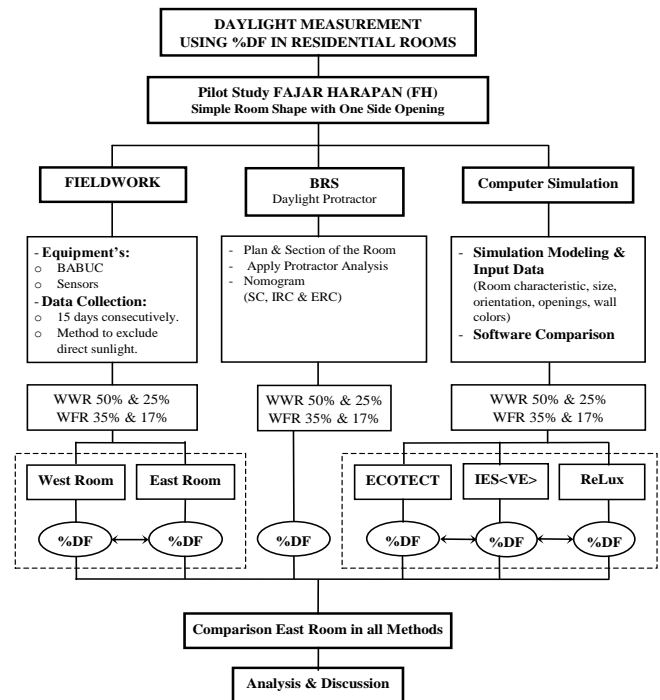 DAYLIGHT MEASUREMENT
USING %DF IN RESIDENTIAL ROOMS
Pilot Study FAJAR HARAPAN (FH)
Simple Room Shape with One Side Opening
FIELDWORK
BRS
Daylight Protractor
Computer Simulation
- Equipment's:
o BABUC
o Sensors
- Data Collection:
o 15 days consecutively.
o Method to exclude
direct sunlight.
- Plan & Section of the Room
- Apply Protractor Analysis
- Nomogram
(SC, IRC & ERC)
- Simulation Modeling &
Input Data
(Room characteristic, size,
orientation, openings, wall
colors)
- Software Comparison
WWR 50% & 25%
WFR 35% & 17%
WWR 50% & 25%
WFR 35% & 17%
WWR 50% & 25%
WFR 35% & 17%
West Room
East Room
ECOTECT
IES<VE>
ReLux
%DF
%DF
%DF
%DF
%DF
%DF
Comparison East Room in all Methods
Analysis & Discussion